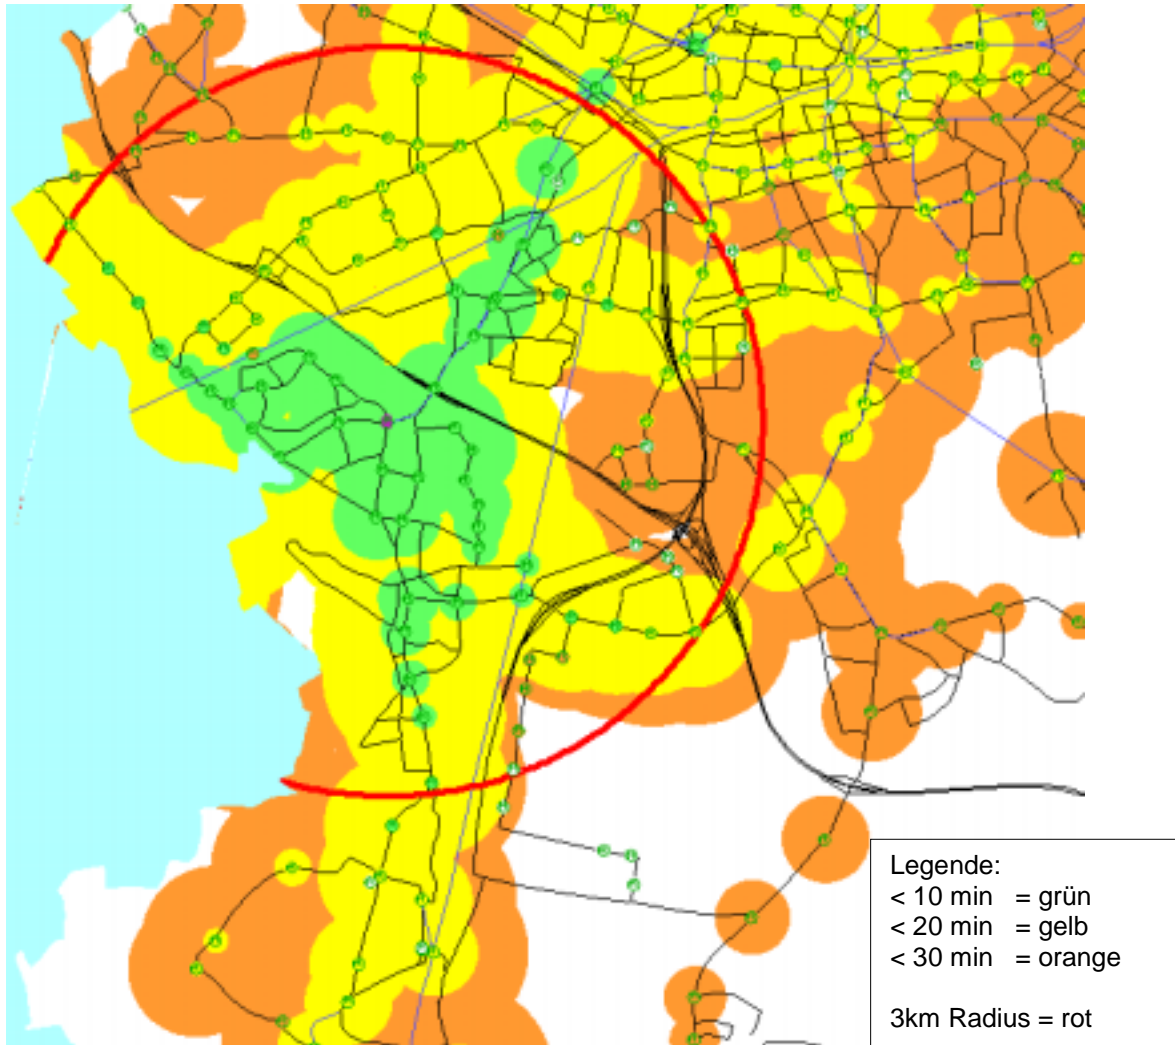 Legende:
< 10 min = grün
< 20 min = gelb
< 30 min = orange
3km Radius = rot